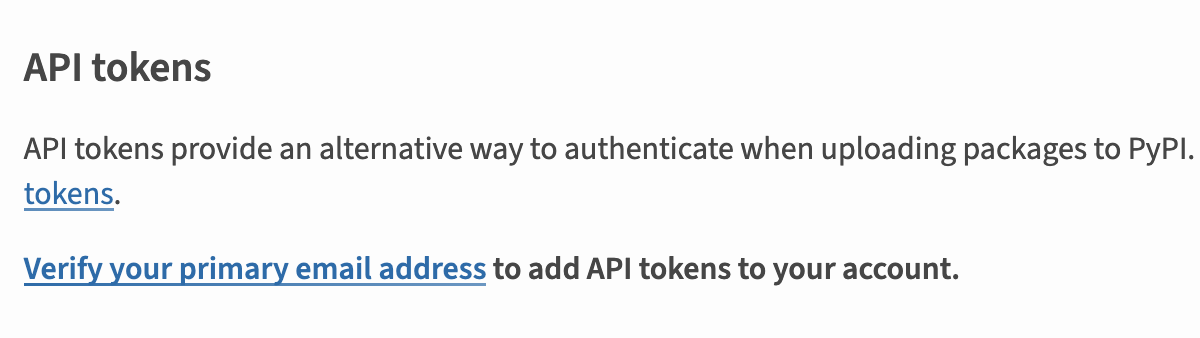 API tokens
API tokens provide an alternative way to authenticate when uploading packages to PyPI.
tokens.
Verify your primary email address to add API tokens to your account.